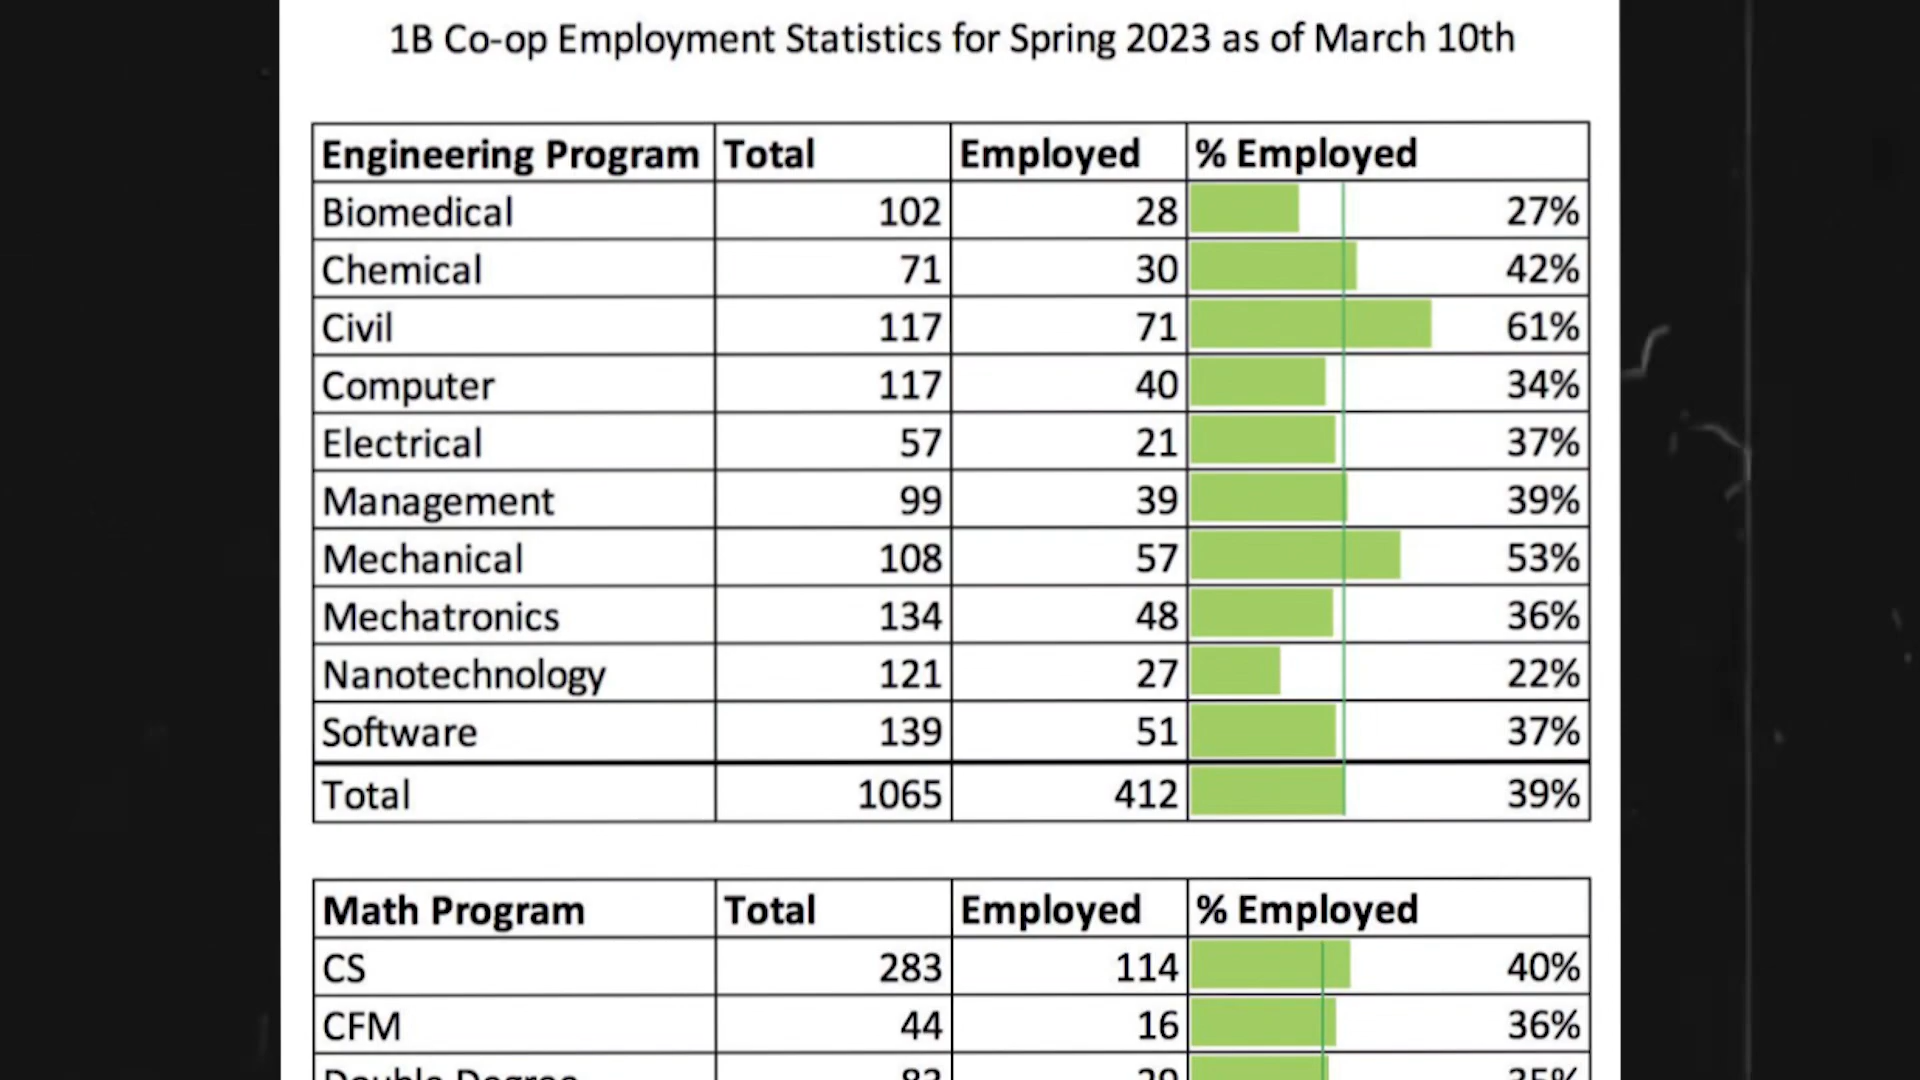 1B Co-op Employment Statistics for Spring 2023 as of March 10th
Engineering Program Total Employed % Employed
Biomedical 102 28 27%
Chemical 71 30 42%
Civil 117 71 61%
Computer 117 40 34%
Electrical 57 21 37%
Management 99 39 39%
Mechanical 108 57 53%
Mechatronics 134 48 36%
Nanotechnology 121 27 22%
Software 139 51 37%
Total 1065 412 39%
Math Program Total Employed % Employed
CS 283 114 40%
CFM 44 16 36%
Double Degree 35%